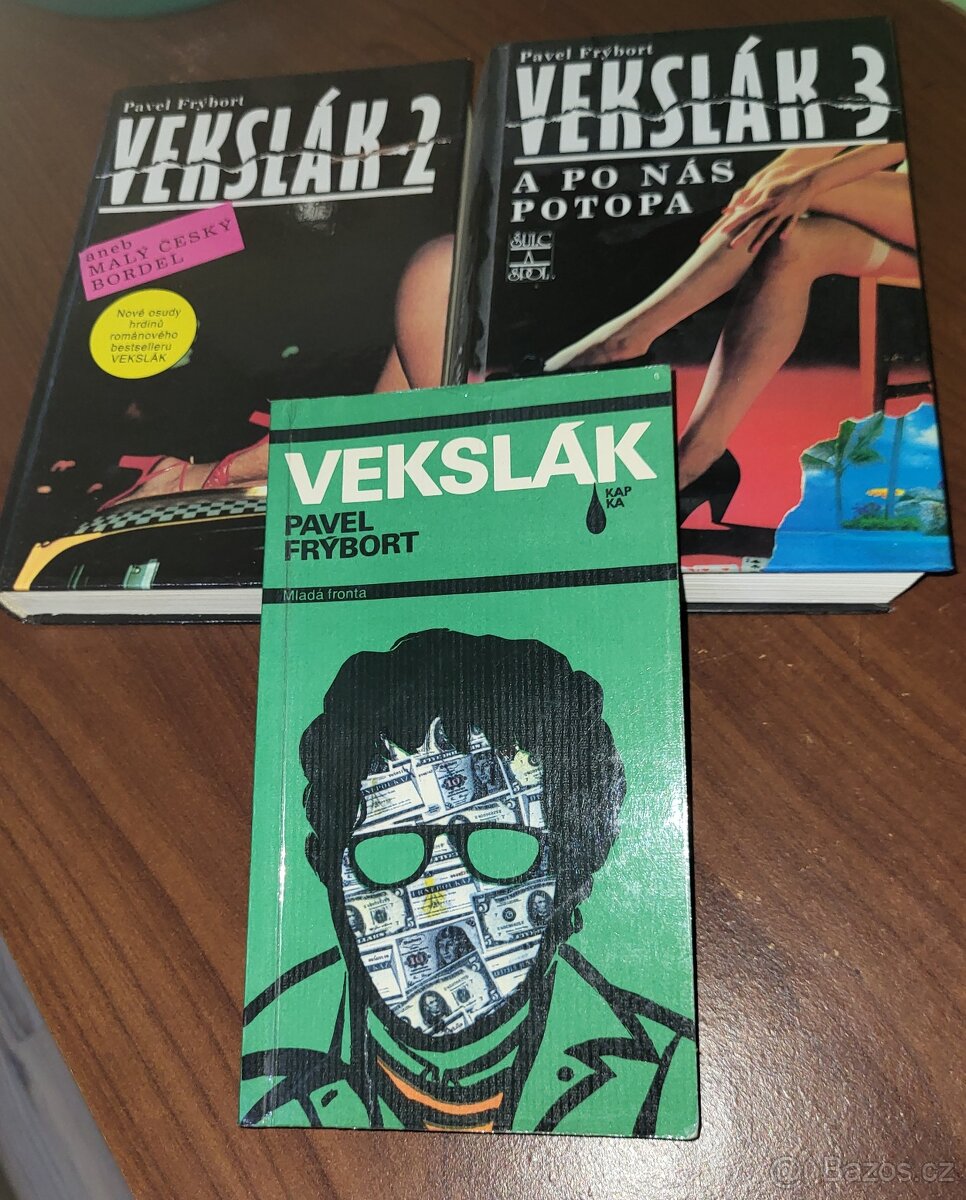 Pavel Frýbort
VEKSLÁK 2
aneb
MALÝ ČESKÝ
BORDEL
Nové osudy
hrdinů
románového
bestselleru
VEKSLÁK
Pavel Frýbort
VEKSLÁK 3
A PO NÁS
POTOPA
ŠULC
A
SPOL.
VEKSLÁK
KAP
KA
PAVEL
FRÝBORT
Mladá fronta
@ Bazos.cz